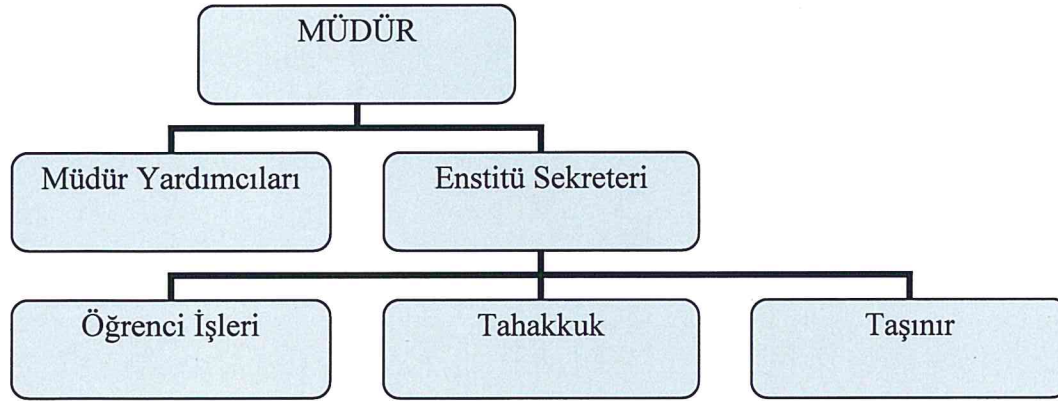 MÜDÜR
Müdür Yardımcıları
Enstitü Sekreteri
Öğrenci İşleri
Tahakkuk
Taşınır